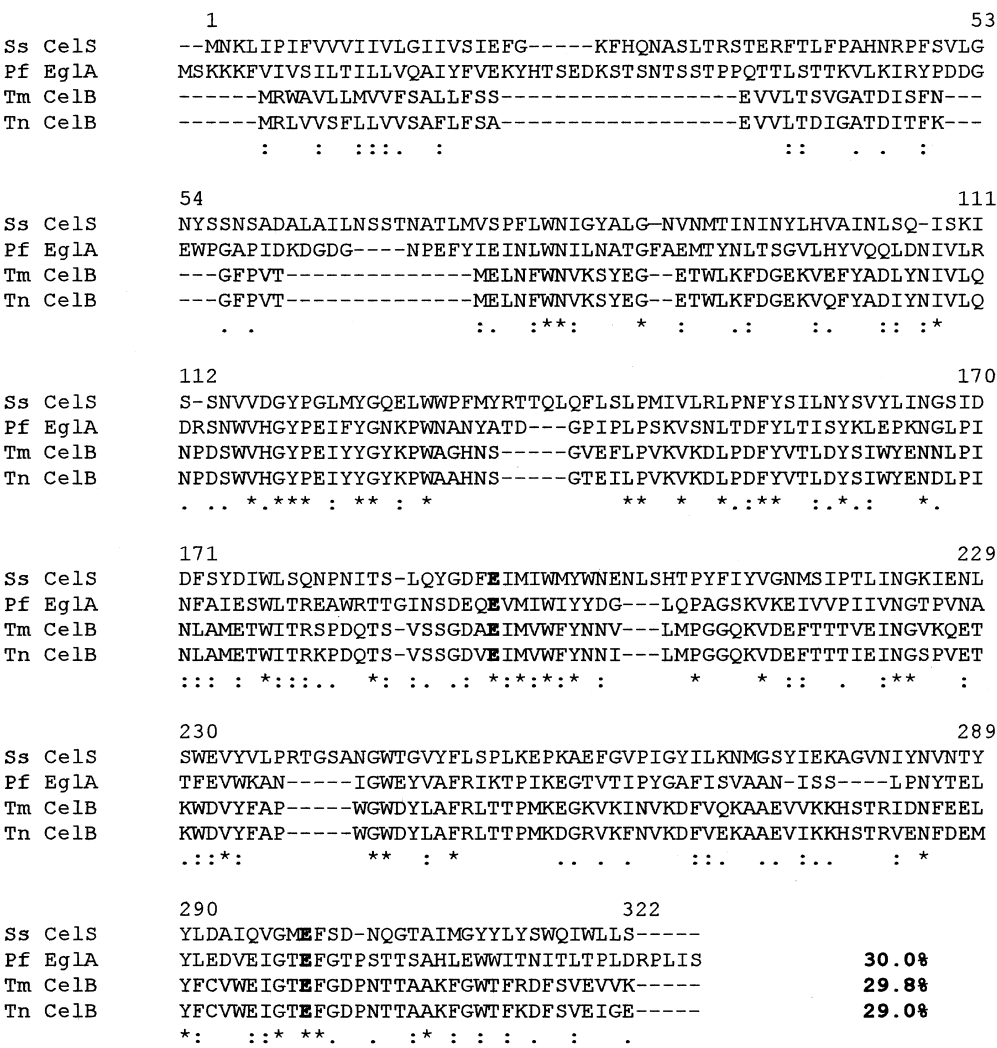 1 53
Ss CelS --MNKLIPIFVVVIIVLGIIVSIEFG-----KFHQNASLTRSTERFTLFPAHNRPFSVLG
Pf EglA MSKKKFVIVSILTILLVQAIYFVEKYHTSEDKSTSNTSSTPPQTTLSTTKVLKIRYPDDG
Tm CelB ------MRWAVLLMVVFSALLFSS-----------------EVVLTSVGATDISFN---
Tn CelB ------MRLVVSFLLVVSAFLFSA-----------------EVVLTDIGATDITFK---
: : :::. : :: . . :
54 111
Ss CelS NYSSNSADALAILNSSTNATLMVSPFLWNIGYALG—NVNMTININYLHVAINLSQ-ISKI
Pf EglA EWPGAPIDKDGDG----NPEFYIEINLWNILNATGFAEMTYNLTSGVLHYVQQLDNIVLR
Tm CelB ---GFPVT--------------MELNFWNVKSYEG--ETWLKFDGEKVEFYADLYNIVLQ
Tn CelB ---GFPVT--------------MELNFWNVKSYEG--ETWLKFDGEKVQFYADIYNIVLQ
. . :. :**: * : .: :. :: :*
112 170
Ss CelS S-SNVVDGYPGLMYGQELWWPFMYRTTQLQFLSLPMIVLRLPNFYSILNYSVYLINGSID
Pf EglA DRSNWVHGYPEIFYGNKPWNANYATD---GPIPLPSKVSNLTDFYLTISYKLEPKNGLPI
Tm CelB NPDSWVHGYPEIYYGYKPWAGHNS-----GVEFLPVKVKDLPDFYVTLDYSIWYENNLPI
Tn CelB NPDSWVHGYPEIYYGYKPWAAHNS-----GTEILPVKVKDLPDFYVTLDYSIWYENDLPI
. .. *.*** : ** : * ** * *.:** :.*. *.
171 229
Ss CelS DFSYDIWLSQNPNITS-LQYGDFEIMIWMYWNENLSHTPYFIYVGNMSIPTLINGKIENL
Pf EglA NFAIESWLTREAWRTTGINSDEQEVMIWIYYDG---LQPAGSKVKEIVVPIIVNGTPVNA
Tm CelB NLAMETWITRSPDQTS-VSSGDAEIMVWFYNNV---LMPGGQKVDEFTTTVEINGVKQET
Tn CelB NLAMETWITRKPDQTS-VSSGDVEIMVWFYNNI---LMPGGQKVDEFTTTIEINGSPVET
::: : *:::.. *: :. .: *:*:*:* : * * :: . :** :
230 289
Ss CelS SWEVYVLPRTGSANGWTGVYFLSPLKEPKAEFGVPIGYILKNMGSYIEKAGVNIYNVNTY
Pf EglA TFEVWKAN-----IGWEYVAFRIKTPIKEGTVTIPYGAFISVAAN-ISS----LPNYTEL
Tm CelB KWDVYFAP-----WGWDYLAFRLTTPMKEGKVKINVKDFVQKAAEVVKKHSTRIDNFEEL
Tn CelB KWDVYFAP-----WGWDYLAFRLTTPMKDGRVKFNVKDFVEKAAEVIKKHSTRVENFDEM
.::*: ** : * .. . . ::. .. :.. : *
290 322
Ss CelS YLDAIQVGMEFSD-NQGTAIMGYYLYSWQIWLLS-----
Pf EglA YLEDVEIGTEFGTPSTTSAHLEWWITNITLTPLDRPLIS 30.0%
Tm CelB YFCVWEIGTEFGDPNTTAAKFGWTFRDFSVEVVK----- 29.8%
Tn CelB YFCVWEIGTEFGDPNTTAAKFGWTFKDFSVEIGE----- 29.0%
*: ::* **. . :* : : . : .